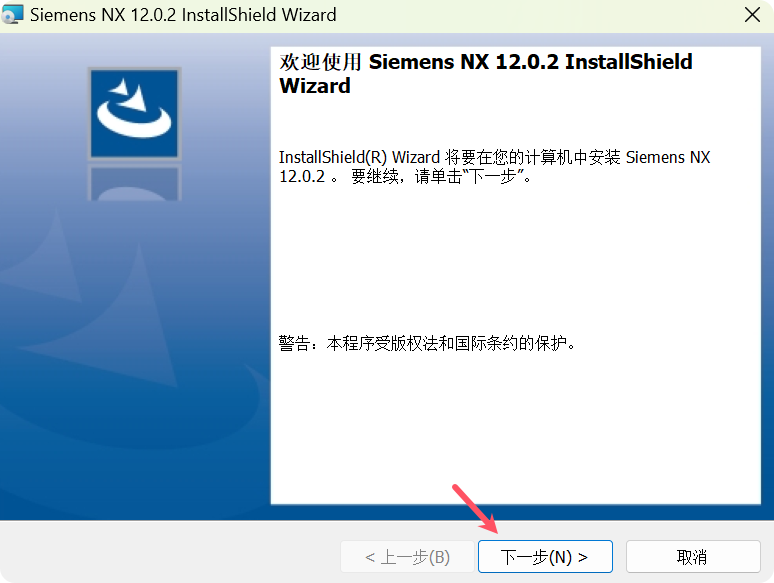 Siemens NX 12.0.2 InstallShield Wizard
欢迎使用 Siemens NX 12.0.2 InstallShield
Wizard
InstallShield(R) Wizard 将要在您的计算机中安装 Siemens NX
12.0.2 。 要继续，请单击“下一步”。
警告：本程序受版权法和国际条约的保护。
< 上一步(B)
下一步(N) >
取消